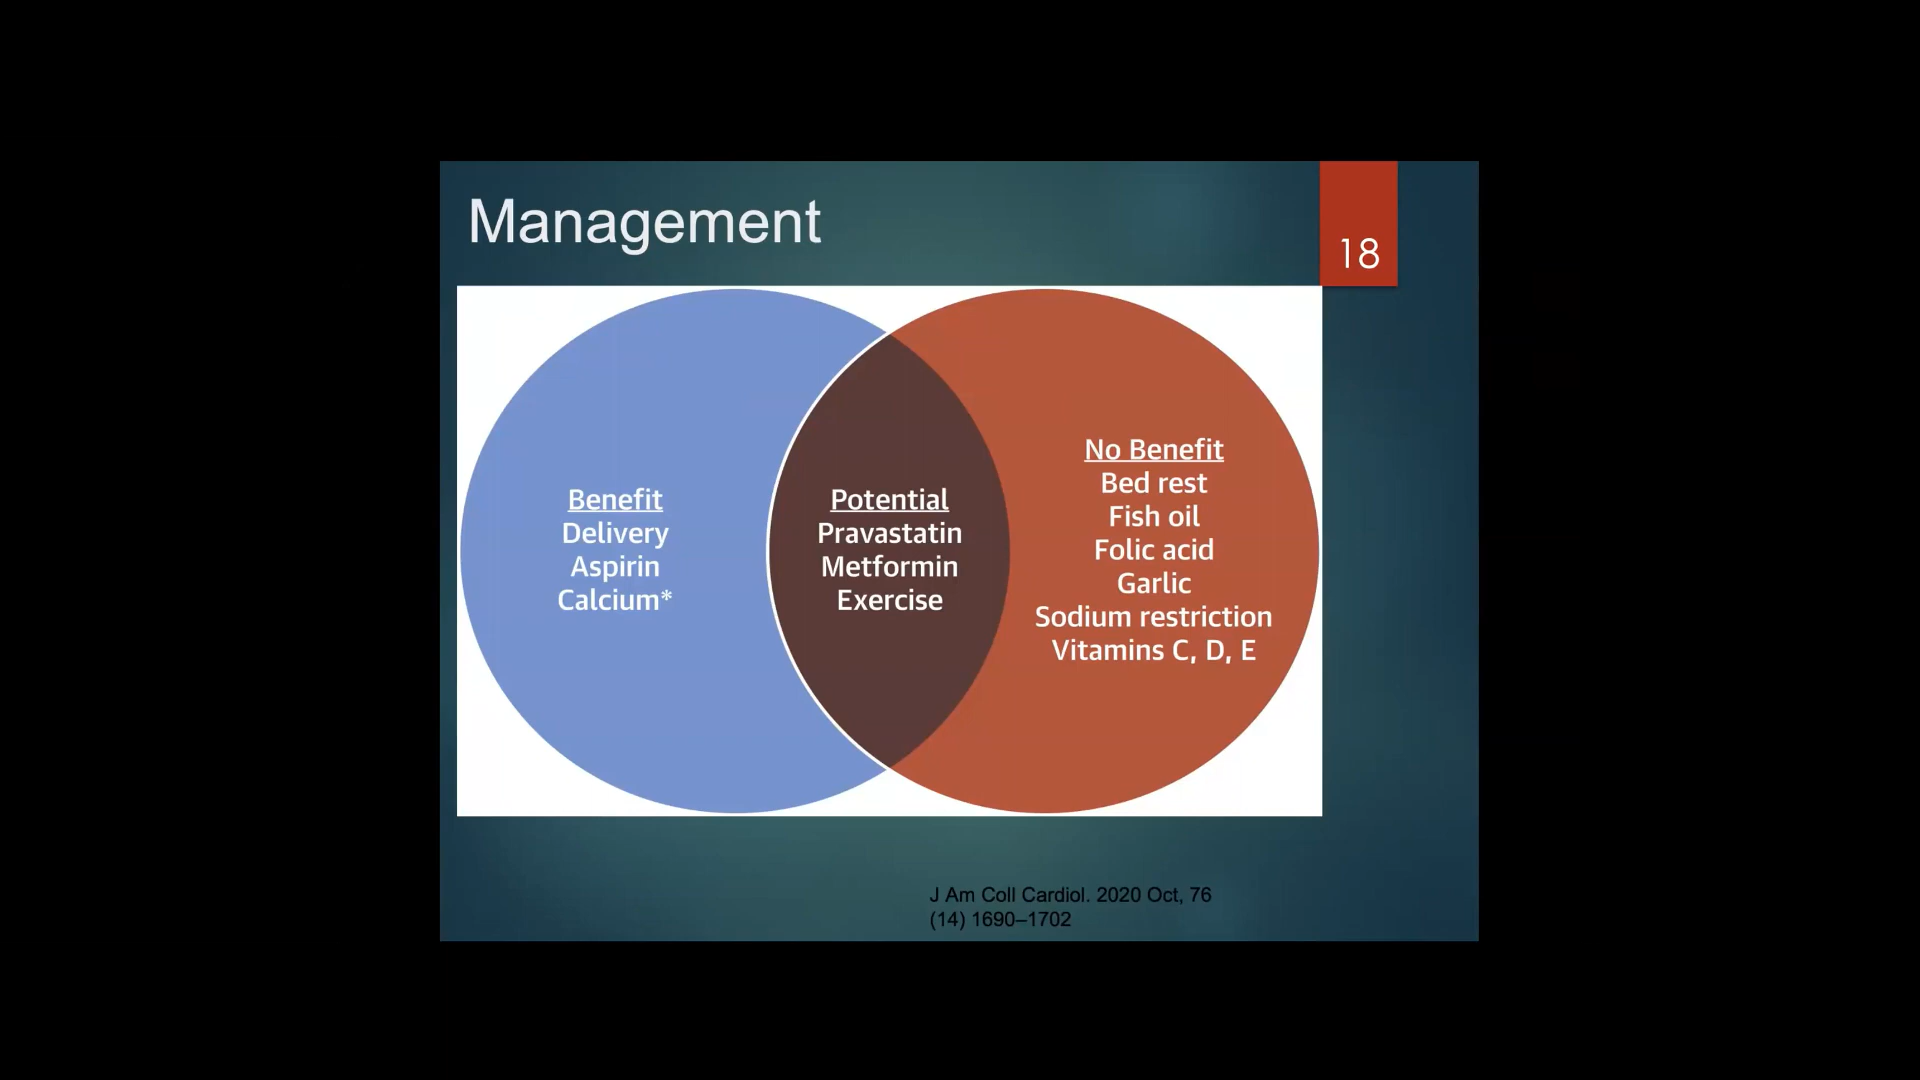 Management
18
Benefit
Delivery
Aspirin
Calcium*
Potential
Pravastatin
Metformin
Exercise
No Benefit
Bed rest
Fish oil
Folic acid
Garlic
Sodium restriction
Vitamins C, D, E
J Am Coll Cardiol. 2020 Oct, 76
(14) 1690–1702